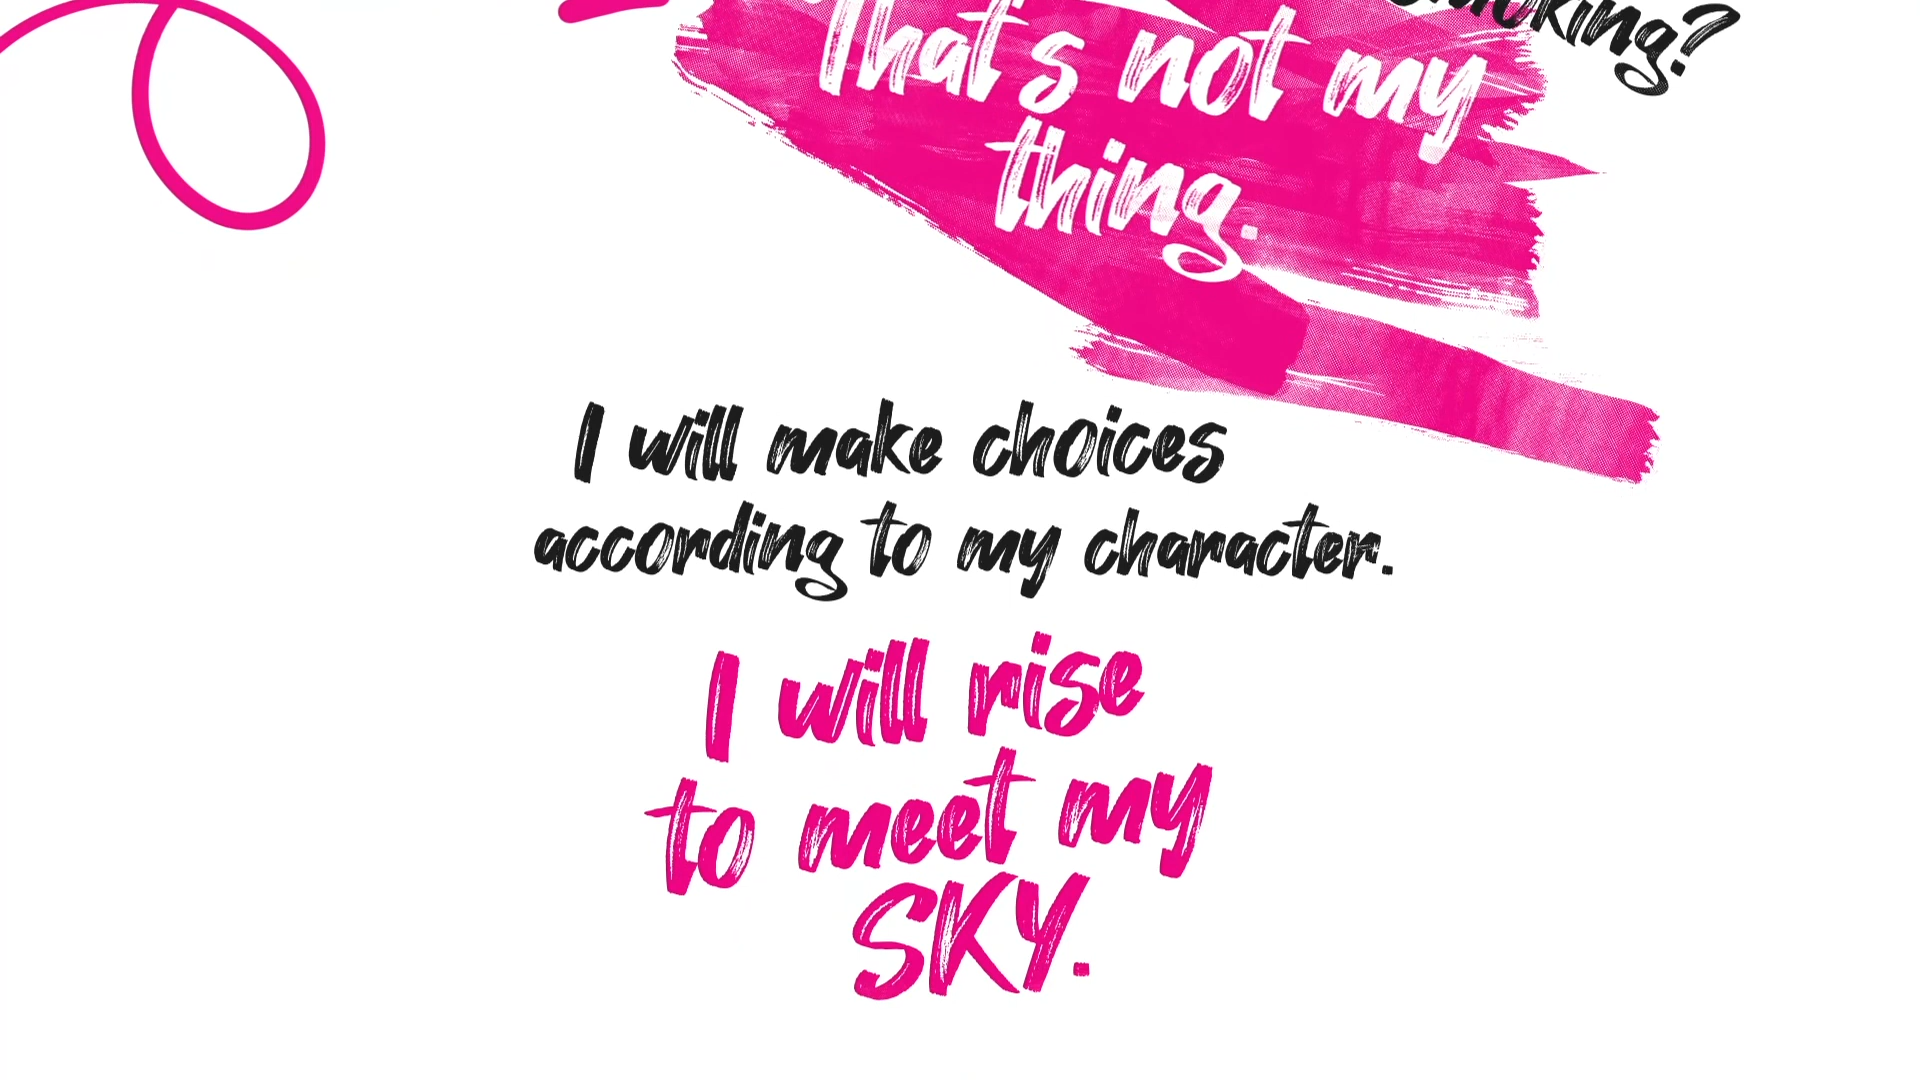 That's not my
thing.
I will make choices
according to my character.
I will rise
to meet my
SKY.